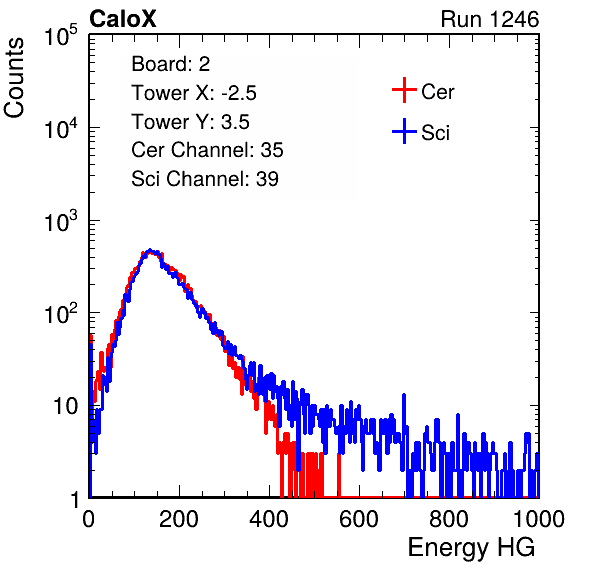 CaloX Run 1246
Counts
10^5
10^4
10^3
10^2
10
1
Board: 2
Tower X: -2.5
Tower Y: 3.5
Cer Channel: 35
Sci Channel: 39
Cer
Sci
0 200 400 600 800 1000
Energy HG